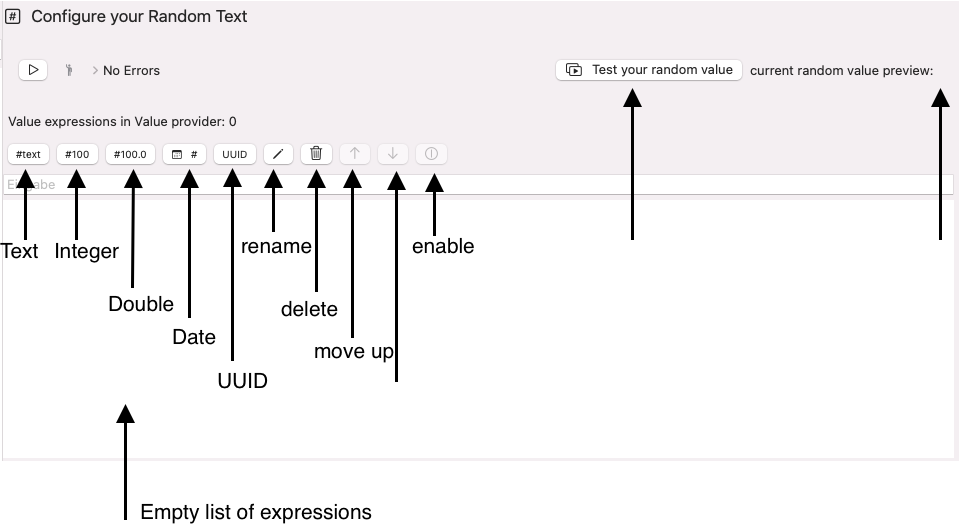 # Configure your Random Text
No Errors
Test your random value
current random value preview:
Value expressions in Value provider: 0
#text #100 #100.0 # UUID
Text Integer rename enable
Double delete
Date
move up
UUID
Empty list of expressions